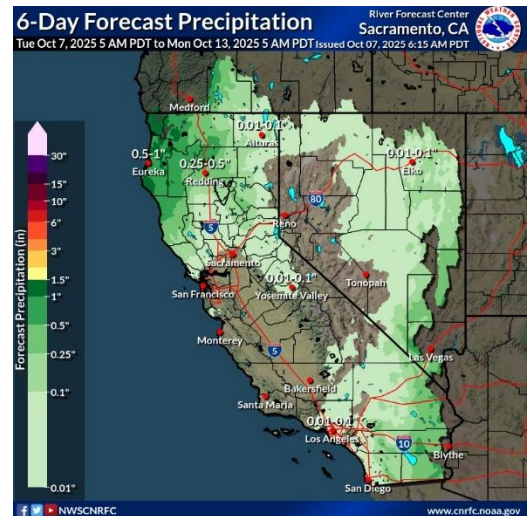 6-Day Forecast Precipitation
Tue Oct 7, 2025 5 AM PDT to Mon Oct 13, 2025 5 AM PDT
River Forecast Center
Sacramento, CA
Issued Oct 07, 2025 6:15 AM PDT
Medford
0.01-0.1"
Alturas
0.01-0.1"
Elko
0.5-1"
Eureka
0.25-0.5"
Redding
80
Reno
5
Sacramento
San Francisco
0.01-0.1"
Yosemite Valley
Tonopah
Monterey
5
Las Vegas
Bakersfield
Santa Maria
0.01-0.1"
Los Angeles
10
Blythe
San Diego
Forecast Precipitation (in)
30"
15"
10"
6"
3"
1.5"
1"
0.5"
0.25"
0.1"
0.01"
NWSCNRFC
www.cnrfc.noaa.gov